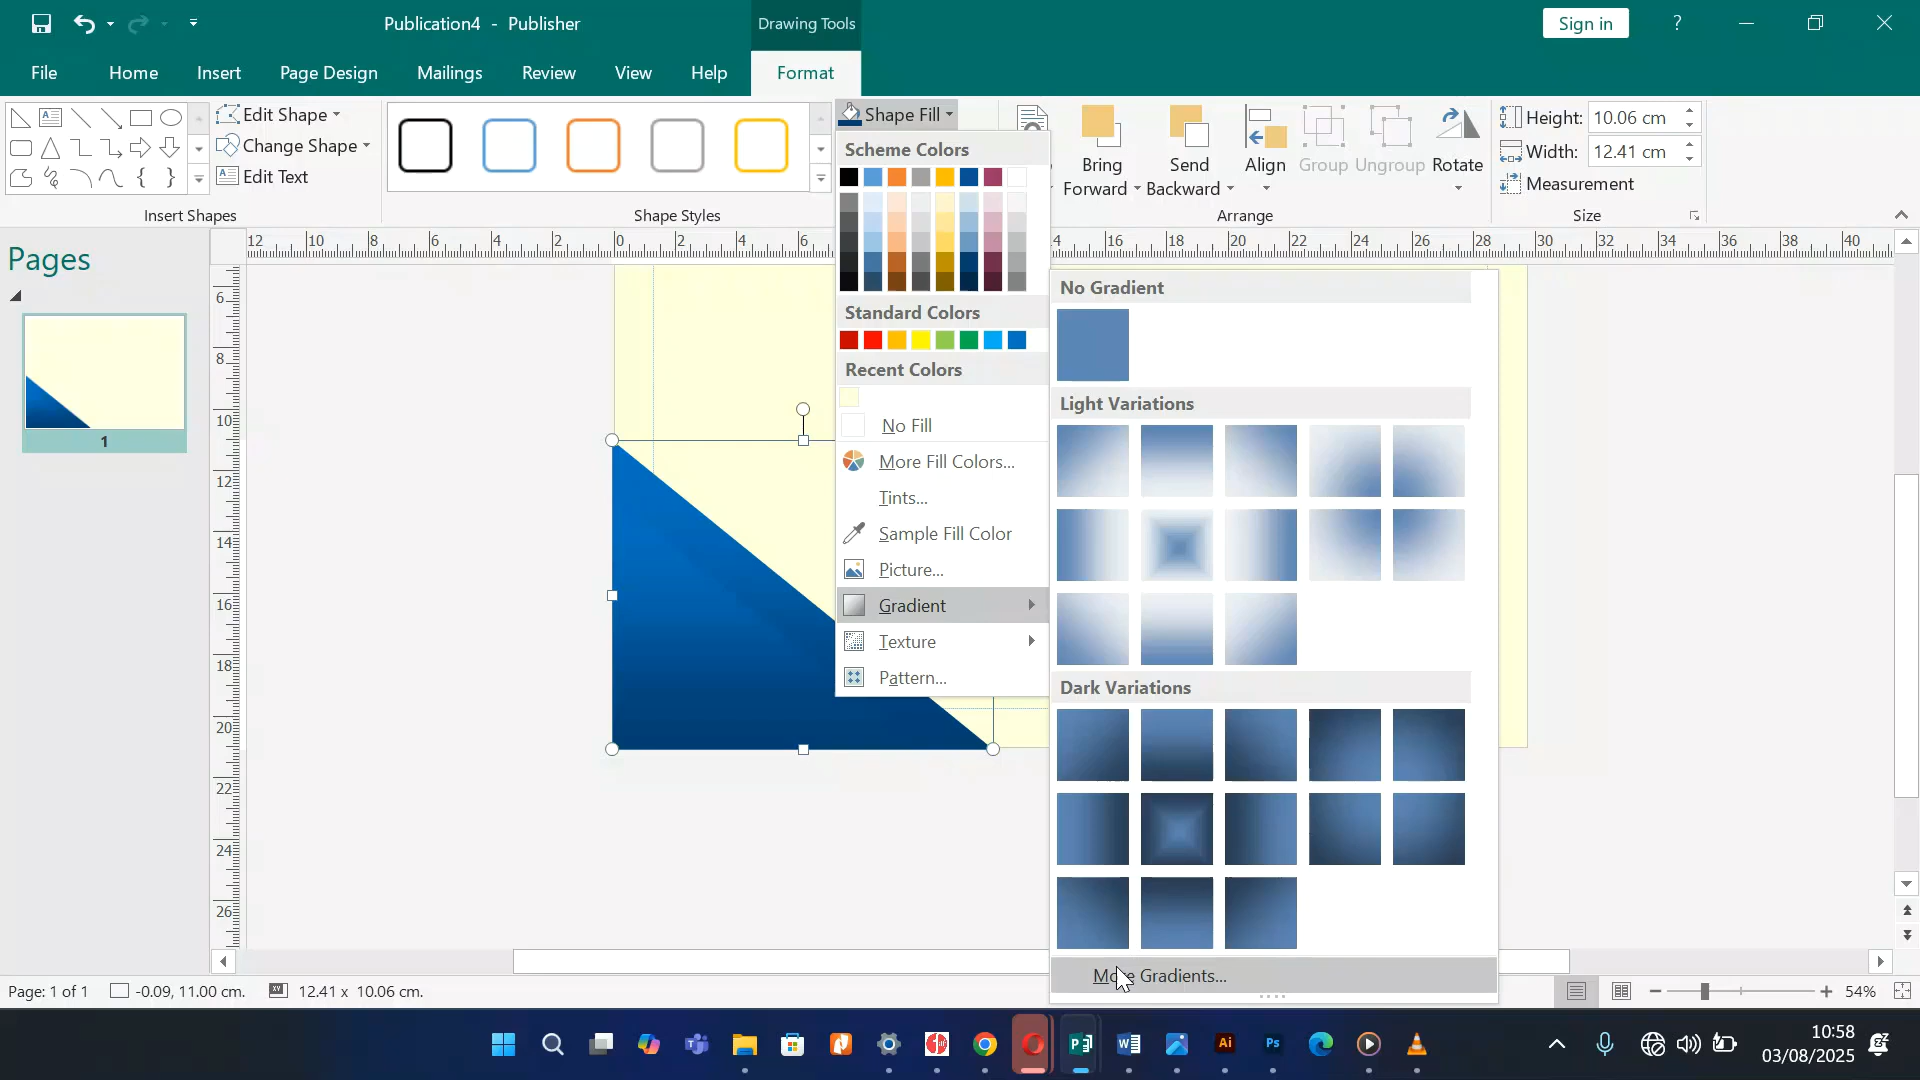 Publication4 - Publisher
Drawing Tools
Sign in
?
File
Home
Insert
Page Design
Mailings
Review
View
Help
Format
Edit Shape
Change Shape
Edit Text
Insert Shapes
Shape Styles
Shape Fill
Bring
Forward
Send
Backward
Align
Group
Ungroup
Rotate
Arrange
Height: 10.06 cm
Width: 12.41 cm
Measurement
Size
Scheme Colors
Standard Colors
Recent Colors
No Fill
More Fill Colors...
Tints...
Sample Fill Color
Picture...
Gradient
Texture
Pattern...
No Gradient
Light Variations
Dark Variations
More Gradients...
Pages
1
12 10 8 6 4 2 0 2 4 6 4 16 18 20 22 24 26 28 30 32 34 36 38 40
6
8
10
12
14
16
18
20
22
24
26
Page: 1 of 1
-0.09, 11.00 cm.
12.41 x 10.06 cm.
54%
10:58
03/08/2025